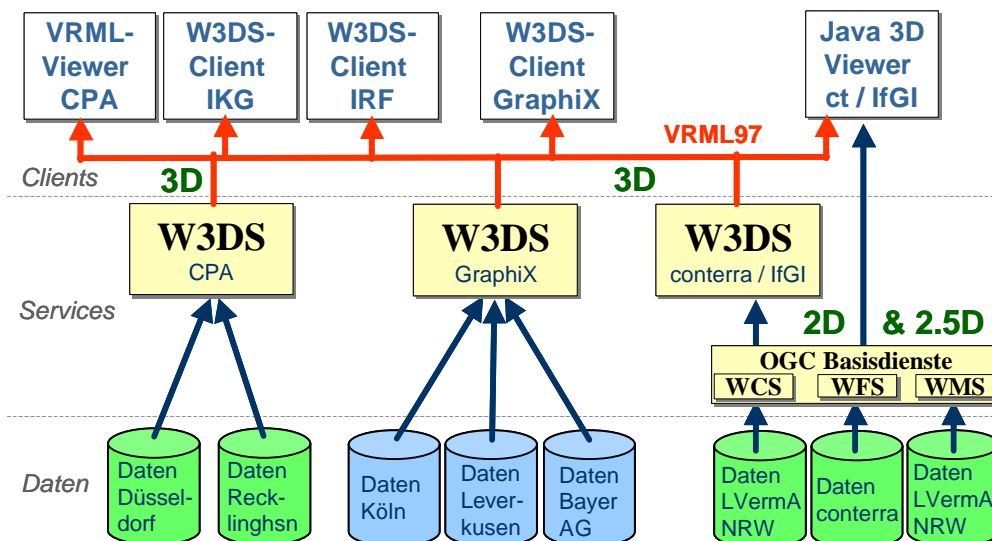 VRML-
Viewer
CPA
W3DS-
Client
IKG
W3DS-
Client
IRF
W3DS-
Client
GraphiX
Java 3D
Viewer
ct / IfGI
VRML97
Clients
3D
3D
W3DS
CPA
W3DS
GraphiX
W3DS
conterra / IfGI
Services
2D & 2.5D
OGC Basisdienste
WCS
WFS
WMS
Daten
Daten
Düssel-
dorf
Daten
Reck-
linghsn
Daten
Köln
Daten
Lever-
kusen
Daten
Bayer
AG
Daten
LVermA
NRW
Daten
conterra
Daten
LVermA
NRW